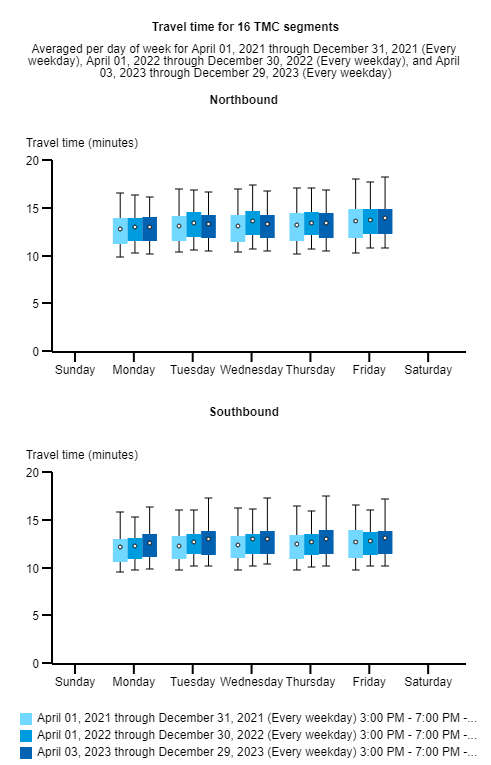 Travel time for 16 TMC segments
Averaged per day of week for April 01, 2021 through December 31, 2021 (Every
weekday), April 01, 2022 through December 30, 2022 (Every weekday), and April
03, 2023 through December 29, 2023 (Every weekday)
Northbound
Travel time (minutes)
20
15
10
5
0
Sunday Monday Tuesday Wednesday Thursday Friday Saturday
Southbound
Travel time (minutes)
20
15
10
5
0
Sunday Monday Tuesday Wednesday Thursday Friday Saturday
April 01, 2021 through December 31, 2021 (Every weekday) 3:00 PM - 7:00 PM -...
April 01, 2022 through December 30, 2022 (Every weekday) 3:00 PM - 7:00 PM -...
April 03, 2023 through December 29, 2023 (Every weekday) 3:00 PM - 7:00 PM -...